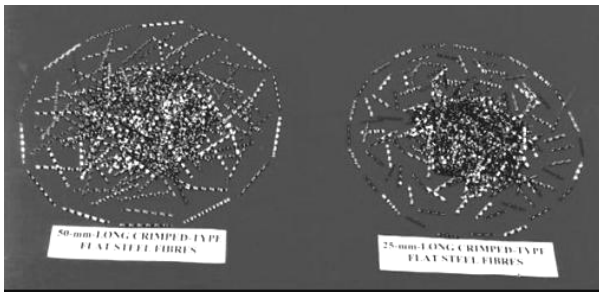 50-mm-LONG CRIMPED-TYPE
FLAT STEEL FIBRES
25-mm-LONG CRIMPED-TYPE
FLAT STEEL FIBRES